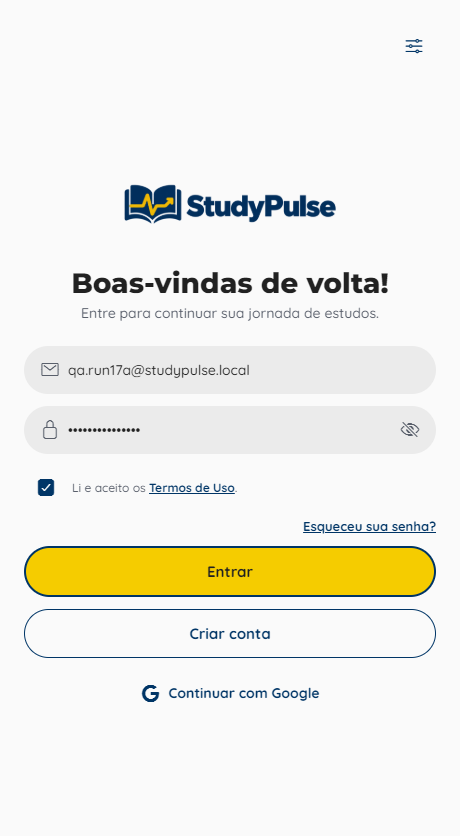 StudyPulse
Boas-vindas de volta!
Entre para continuar sua jornada de estudos.
qa.run17a@studypulse.local
•••••••••••••••
Li e aceito os Termos de Uso.
Esqueceu sua senha?
Entrar
Criar conta
Continuar com Google